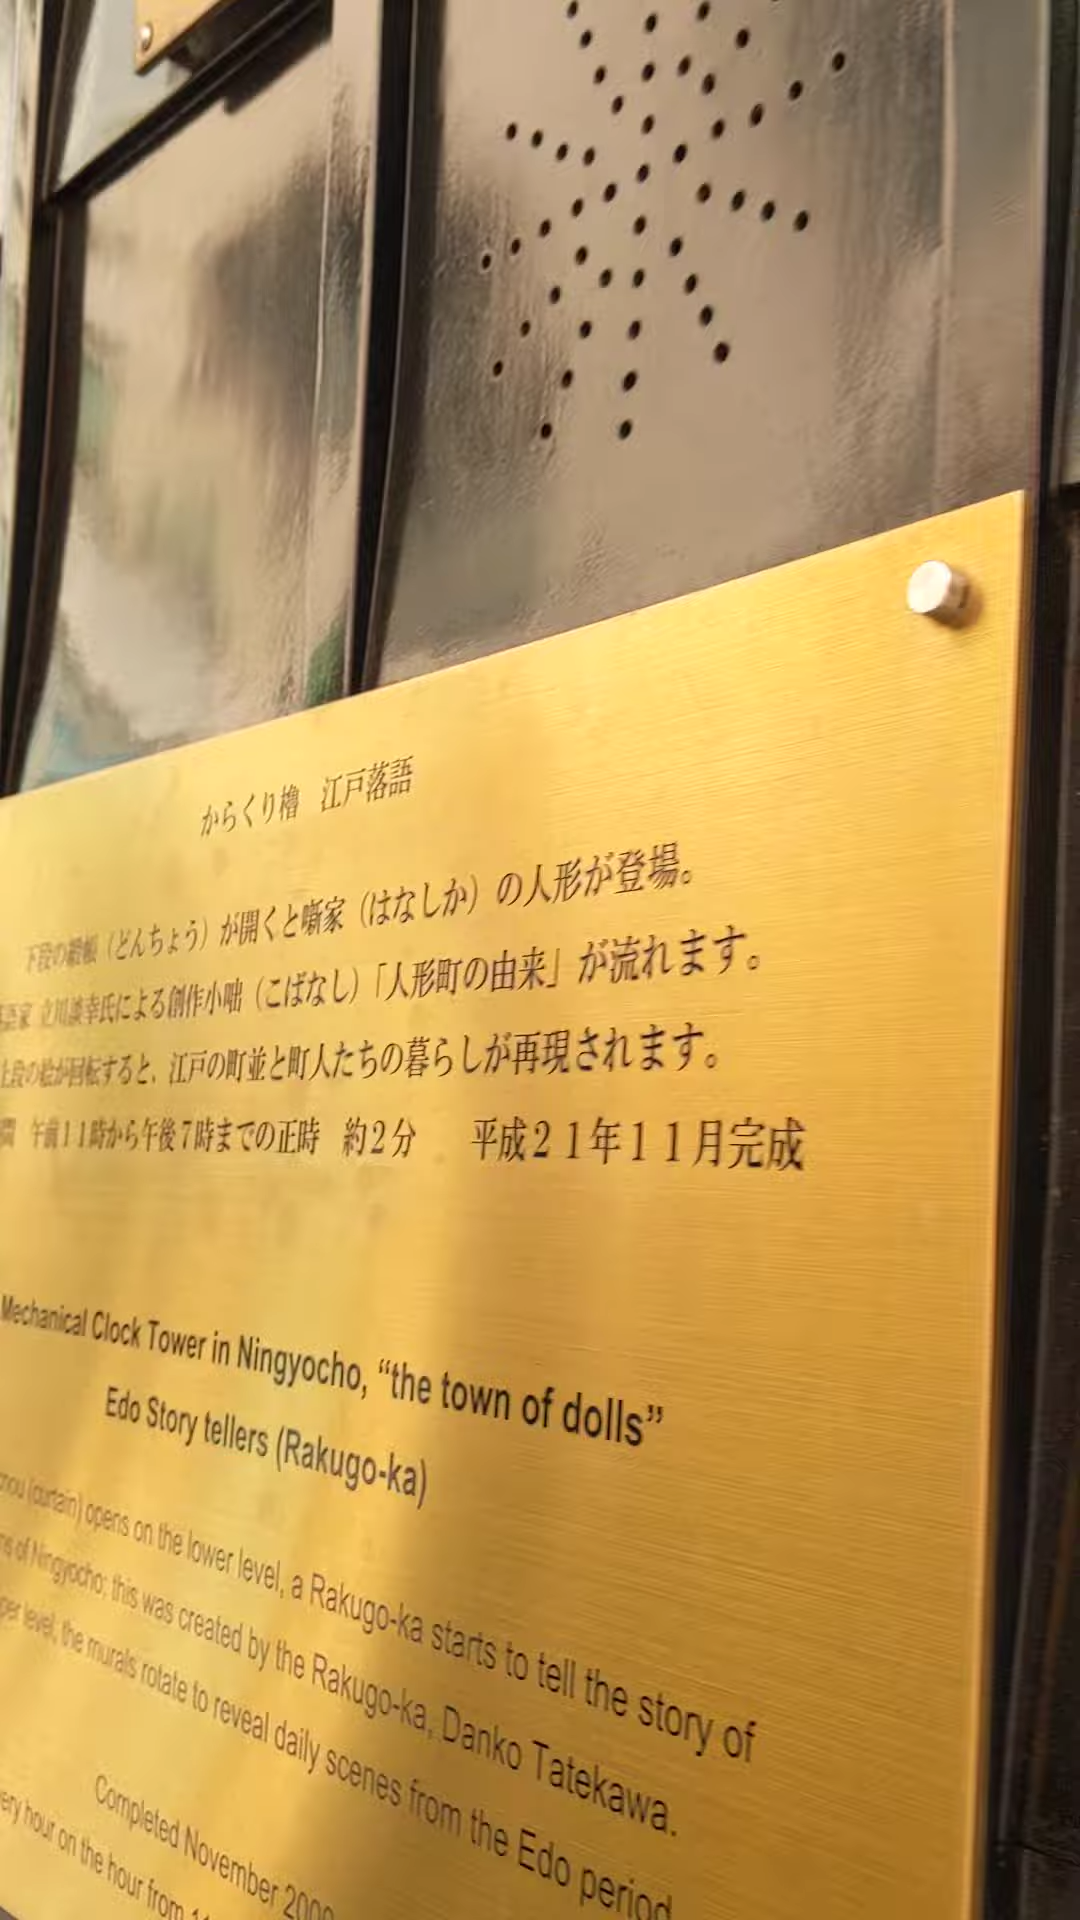 からくり櫓　江戸落語
下段の緞帳（どんちょう）が開くと噺家（はなしか）の人形が登場。
語家 立川談幸氏による創作小咄（こばなし）「人形町の由来」が流れます。
上段の絵が回転すると、江戸の町並と町人たちの暮らしが再現されます。
間　午前１１時から午後７時までの正時　約２分　　平成２１年１１月完成
Mechanical Clock Tower in Ningyocho, “the town of dolls”
Edo Story tellers (Rakugo-ka)
(curtain) opens on the lower level, a Rakugo-ka starts to tell the story of
of Ningyocho; this was created by the Rakugo-ka, Danko Tatekawa.
level, the murals rotate to reveal daily scenes from the Edo period
Completed November 2009
hour on the hour from